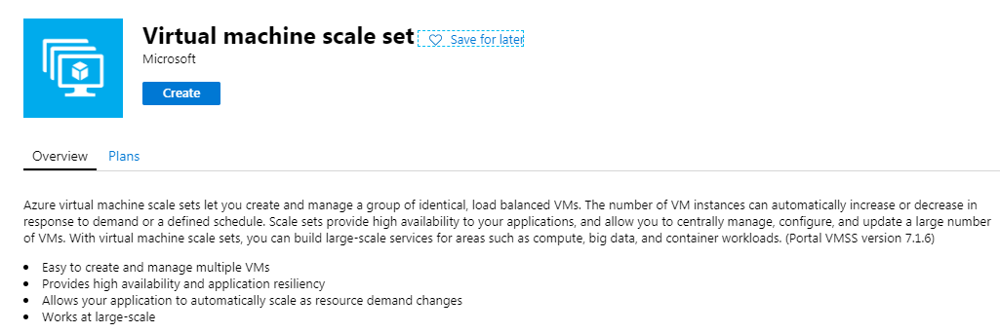 Virtual machine scale set
Save for later
Microsoft
Create
Overview
Plans
Azure virtual machine scale sets let you create and manage a group of identical, load balanced VMs. The number of VM instances can automatically increase or decrease in
response to demand or a defined schedule. Scale sets provide high availability to your applications, and allow you to centrally manage, configure, and update a large number
of VMs. With virtual machine scale sets, you can build large-scale services for areas such as compute, big data, and container workloads. (Portal VMSS version 7.1.6)
• Easy to create and manage multiple VMs
• Provides high availability and application resiliency
• Allows your application to automatically scale as resource demand changes
• Works at large-scale